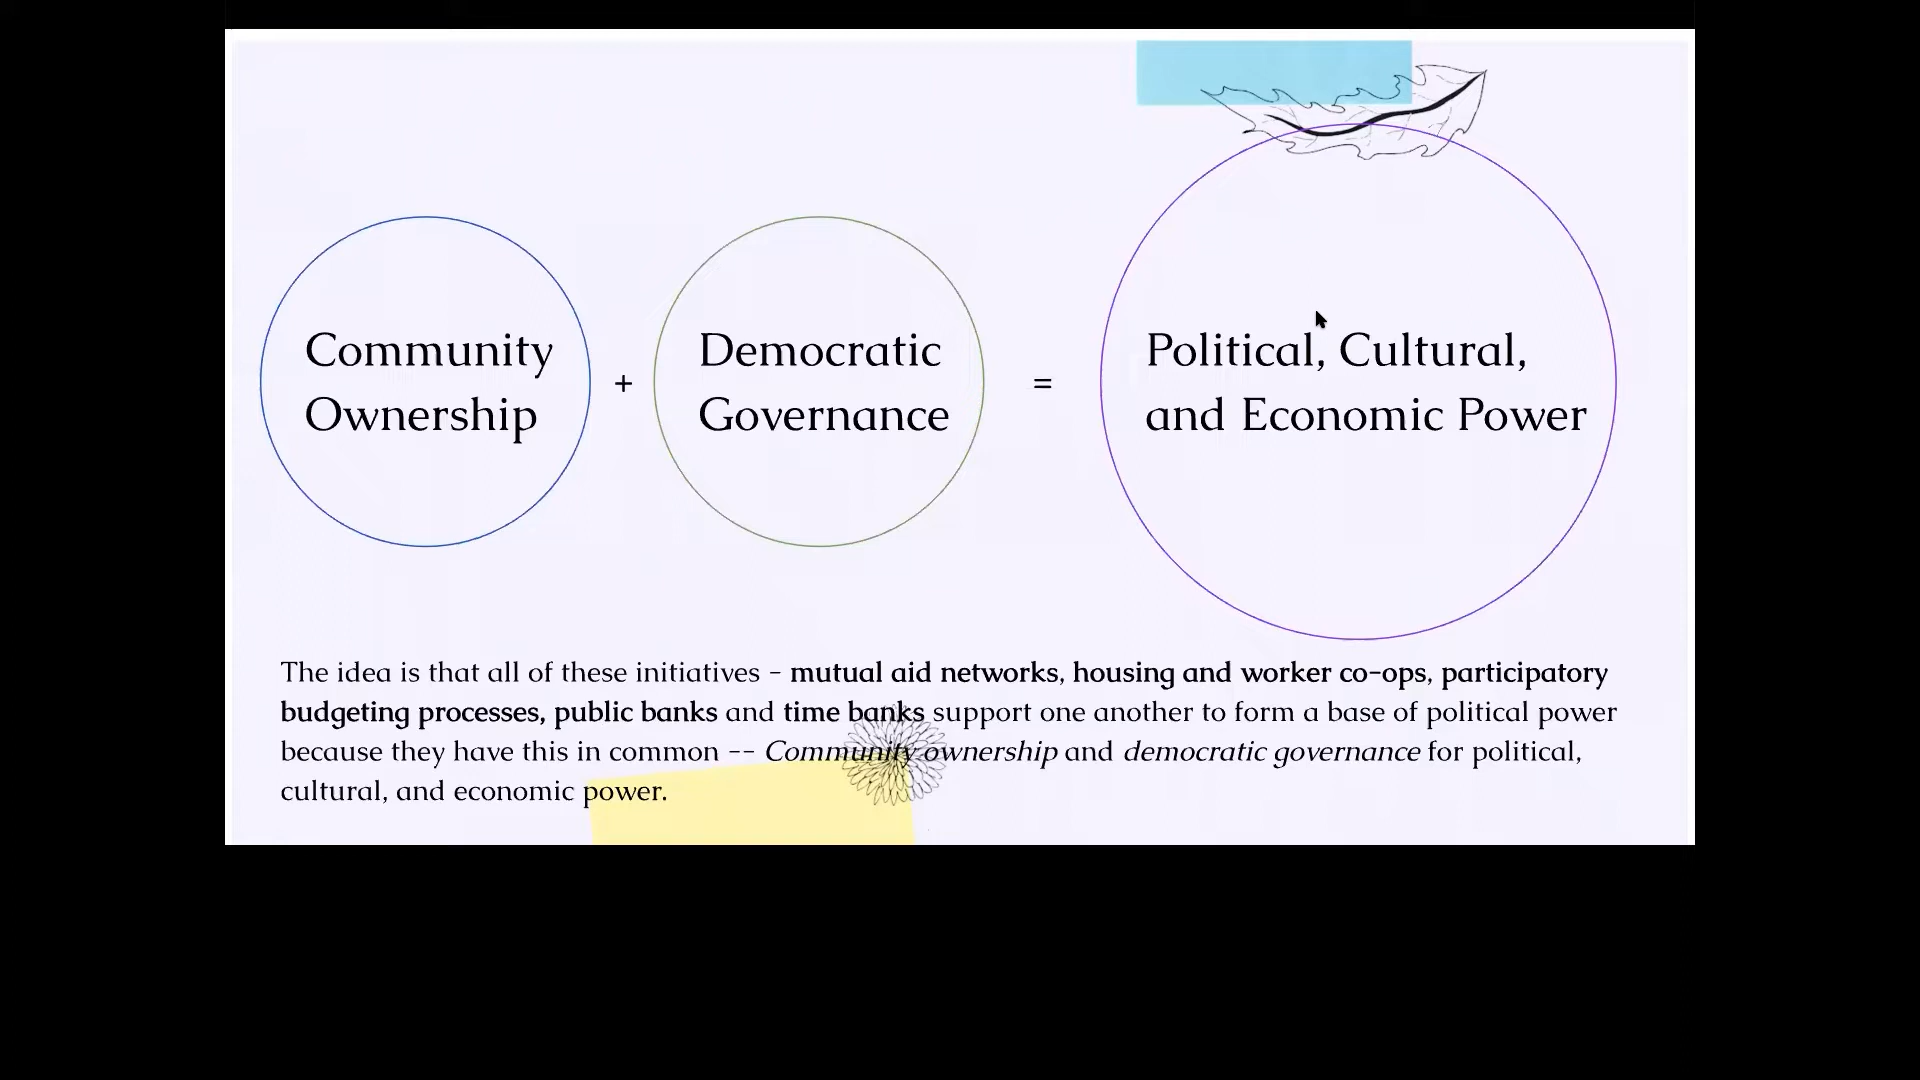 Community
Ownership
+
Democratic
Governance
=
Political, Cultural,
and Economic Power
The idea is that all of these initiatives - mutual aid networks, housing and worker co-ops, participatory
budgeting processes, public banks and time banks support one another to form a base of political power
because they have this in common -- Community ownership and democratic governance for political,
cultural, and economic power.